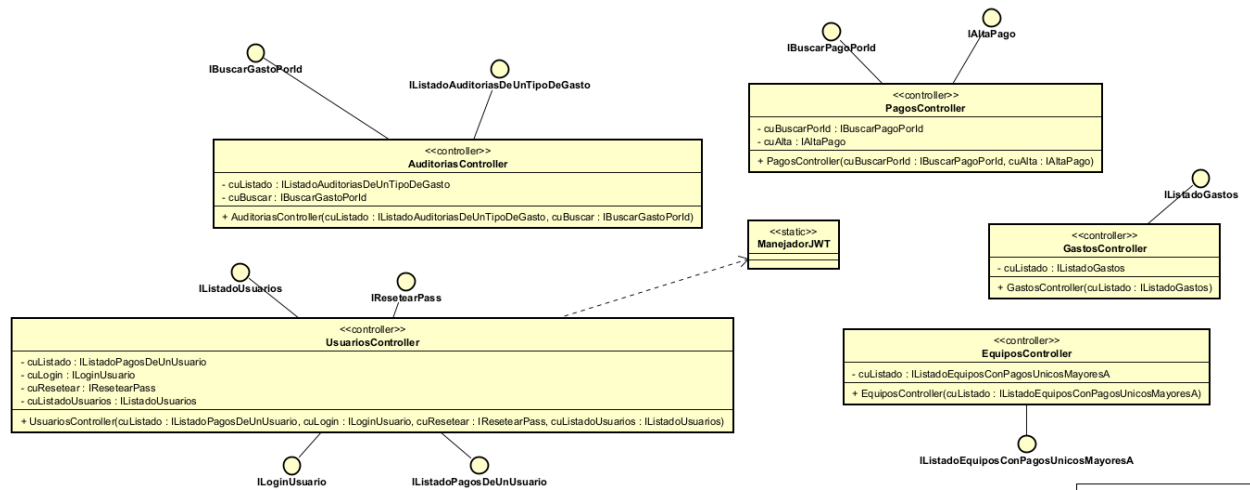 IBuscarGastoPorId
IListadoAuditoriasDeUnTipoDeGasto
<<controller>>
AuditoriasController
- cuListado : IListadoAuditoriasDeUnTipoDeGasto
- cuBuscar : IBuscarGastoPorId
+ AuditoriasController(cuListado : IListadoAuditoriasDeUnTipoDeGasto, cuBuscar : IBuscarGastoPorId)
IBuscarPagoPorId
IAltaPago
<<controller>>
PagosController
- cuBuscarPorId : IBuscarPagoPorId
- cuAlta : IAltaPago
+ PagosController(cuBuscarPorId : IBuscarPagoPorId, cuAlta : IAltaPago)
IListadoGastos
<<controller>>
GastosController
- cuListado : IListadoGastos
+ GastosController(cuListado : IListadoGastos)
<<static>>
ManejadorJWT
IListadoUsuarios
IResetearPass
<<controller>>
UsuariosController
- cuListado : IListadoPagosDeUnUsuario
- cuLogin : ILoginUsuario
- cuResetear : IResetearPass
- cuListadoUsuarios : IListadoUsuarios
+ UsuariosController(cuListado : IListadoPagosDeUnUsuario, cuLogin : ILoginUsuario, cuResetear : IResetearPass, cuListadoUsuarios : IListadoUsuarios)
ILoginUsuario
IListadoPagosDeUnUsuario
<<controller>>
EquiposController
- cuListado : IListadoEquiposConPagosUnicosMayoresA
+ EquiposController(cuListado : IListadoEquiposConPagosUnicosMayoresA)
IListadoEquiposConPagosUnicosMayoresA